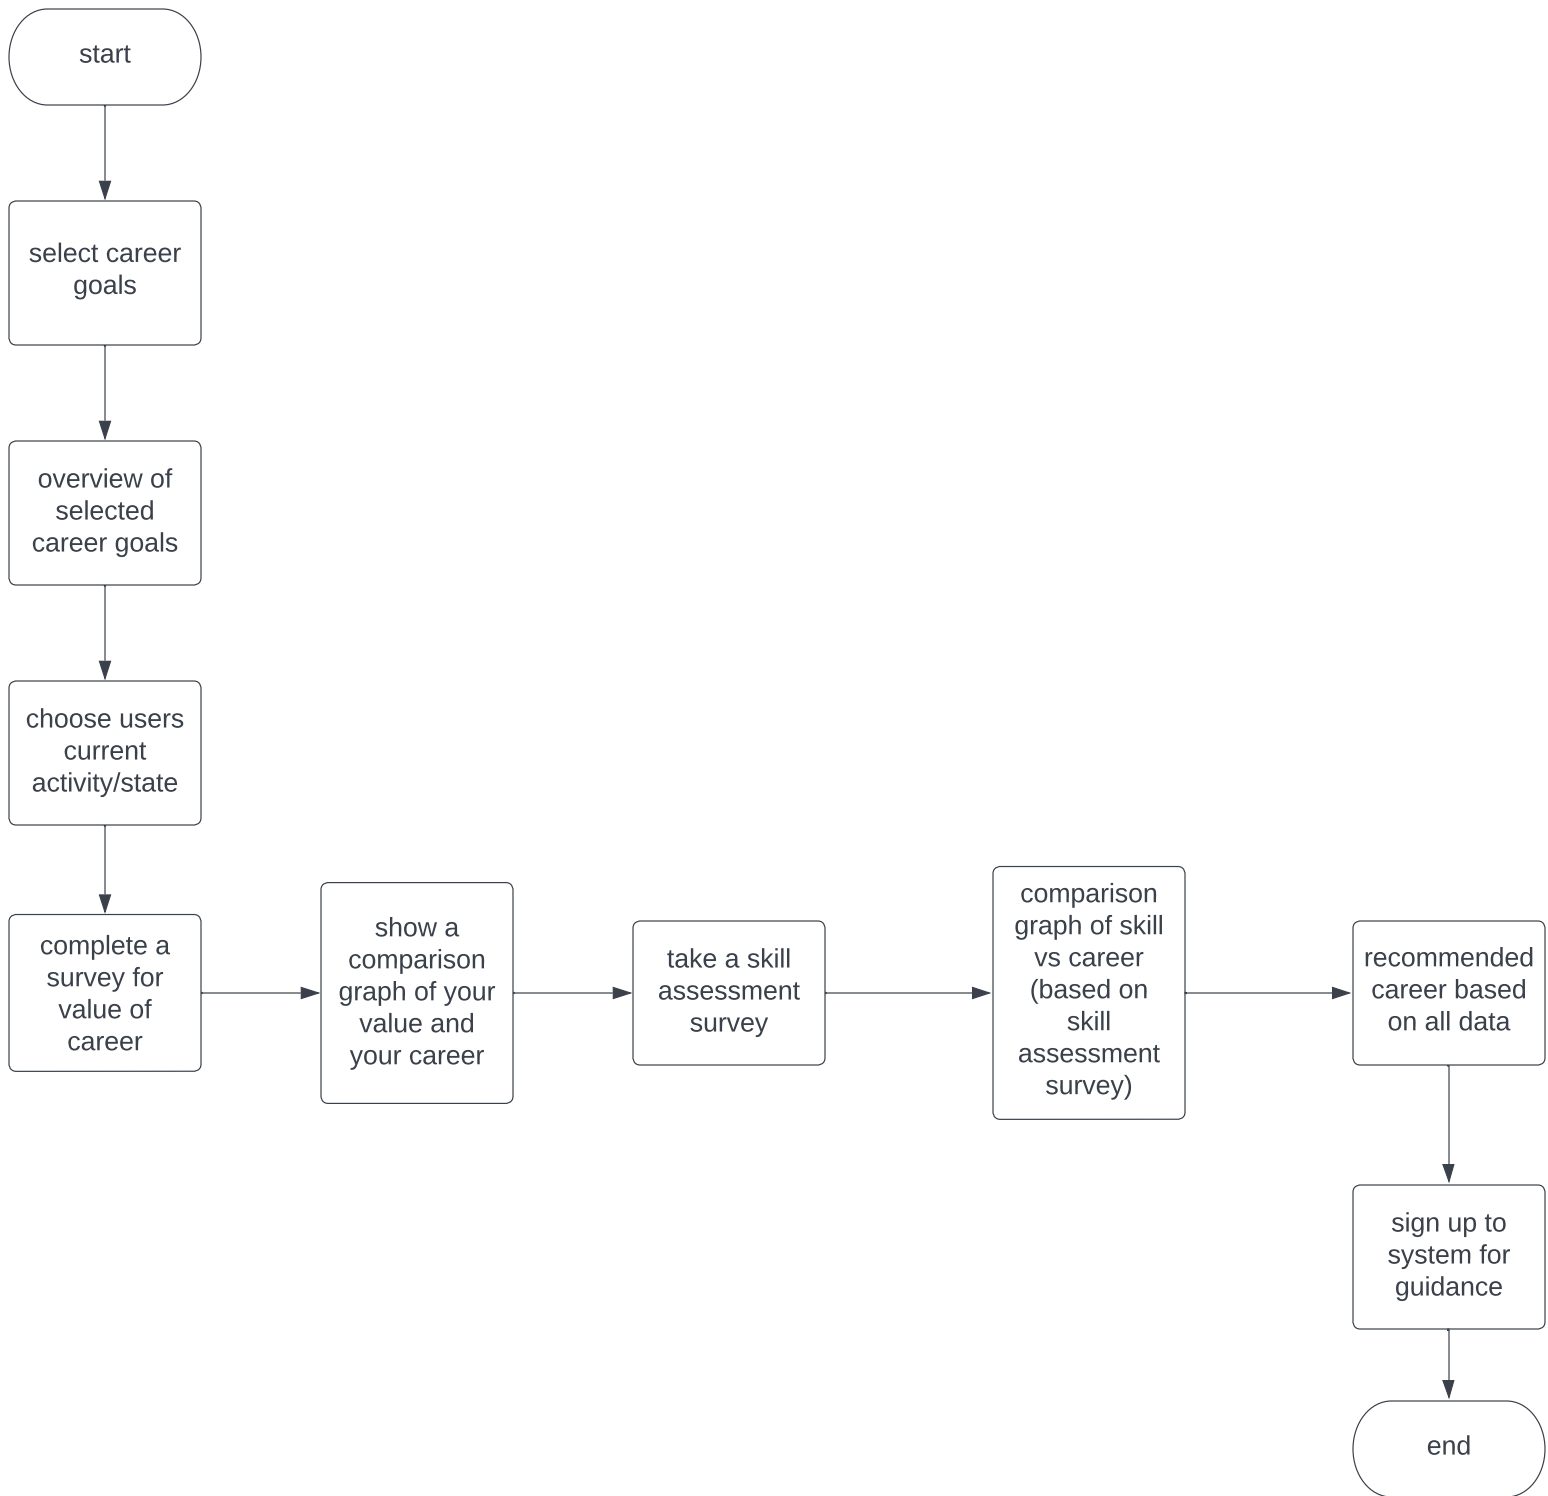 start
select career
goals
overview of
selected
career goals
choose users
current
activity/state
complete a
survey for
value of
career
show a
comparison
graph of your
value and
your career
take a skill
assessment
survey
comparison
graph of skill
vs career
(based on
skill
assessment
survey)
recommended
career based
on all data
sign up to
system for
guidance
end